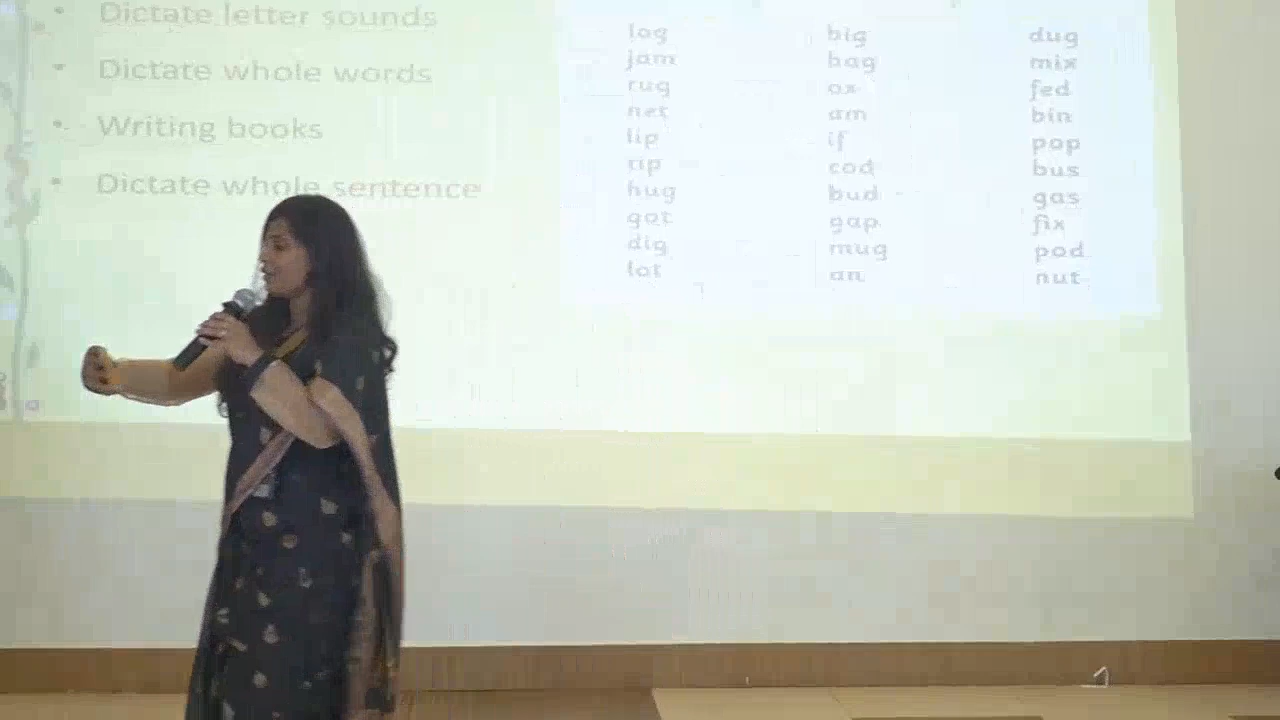 • Dictate letter sounds
• Dictate whole words
• Writing books
• Dictate whole sentence
log big dug
jam bag mix
rug ox fed
net am bin
lip if pop
rip cod bus
hug bud gas
got gap fix
dig mug pod
lot an nut